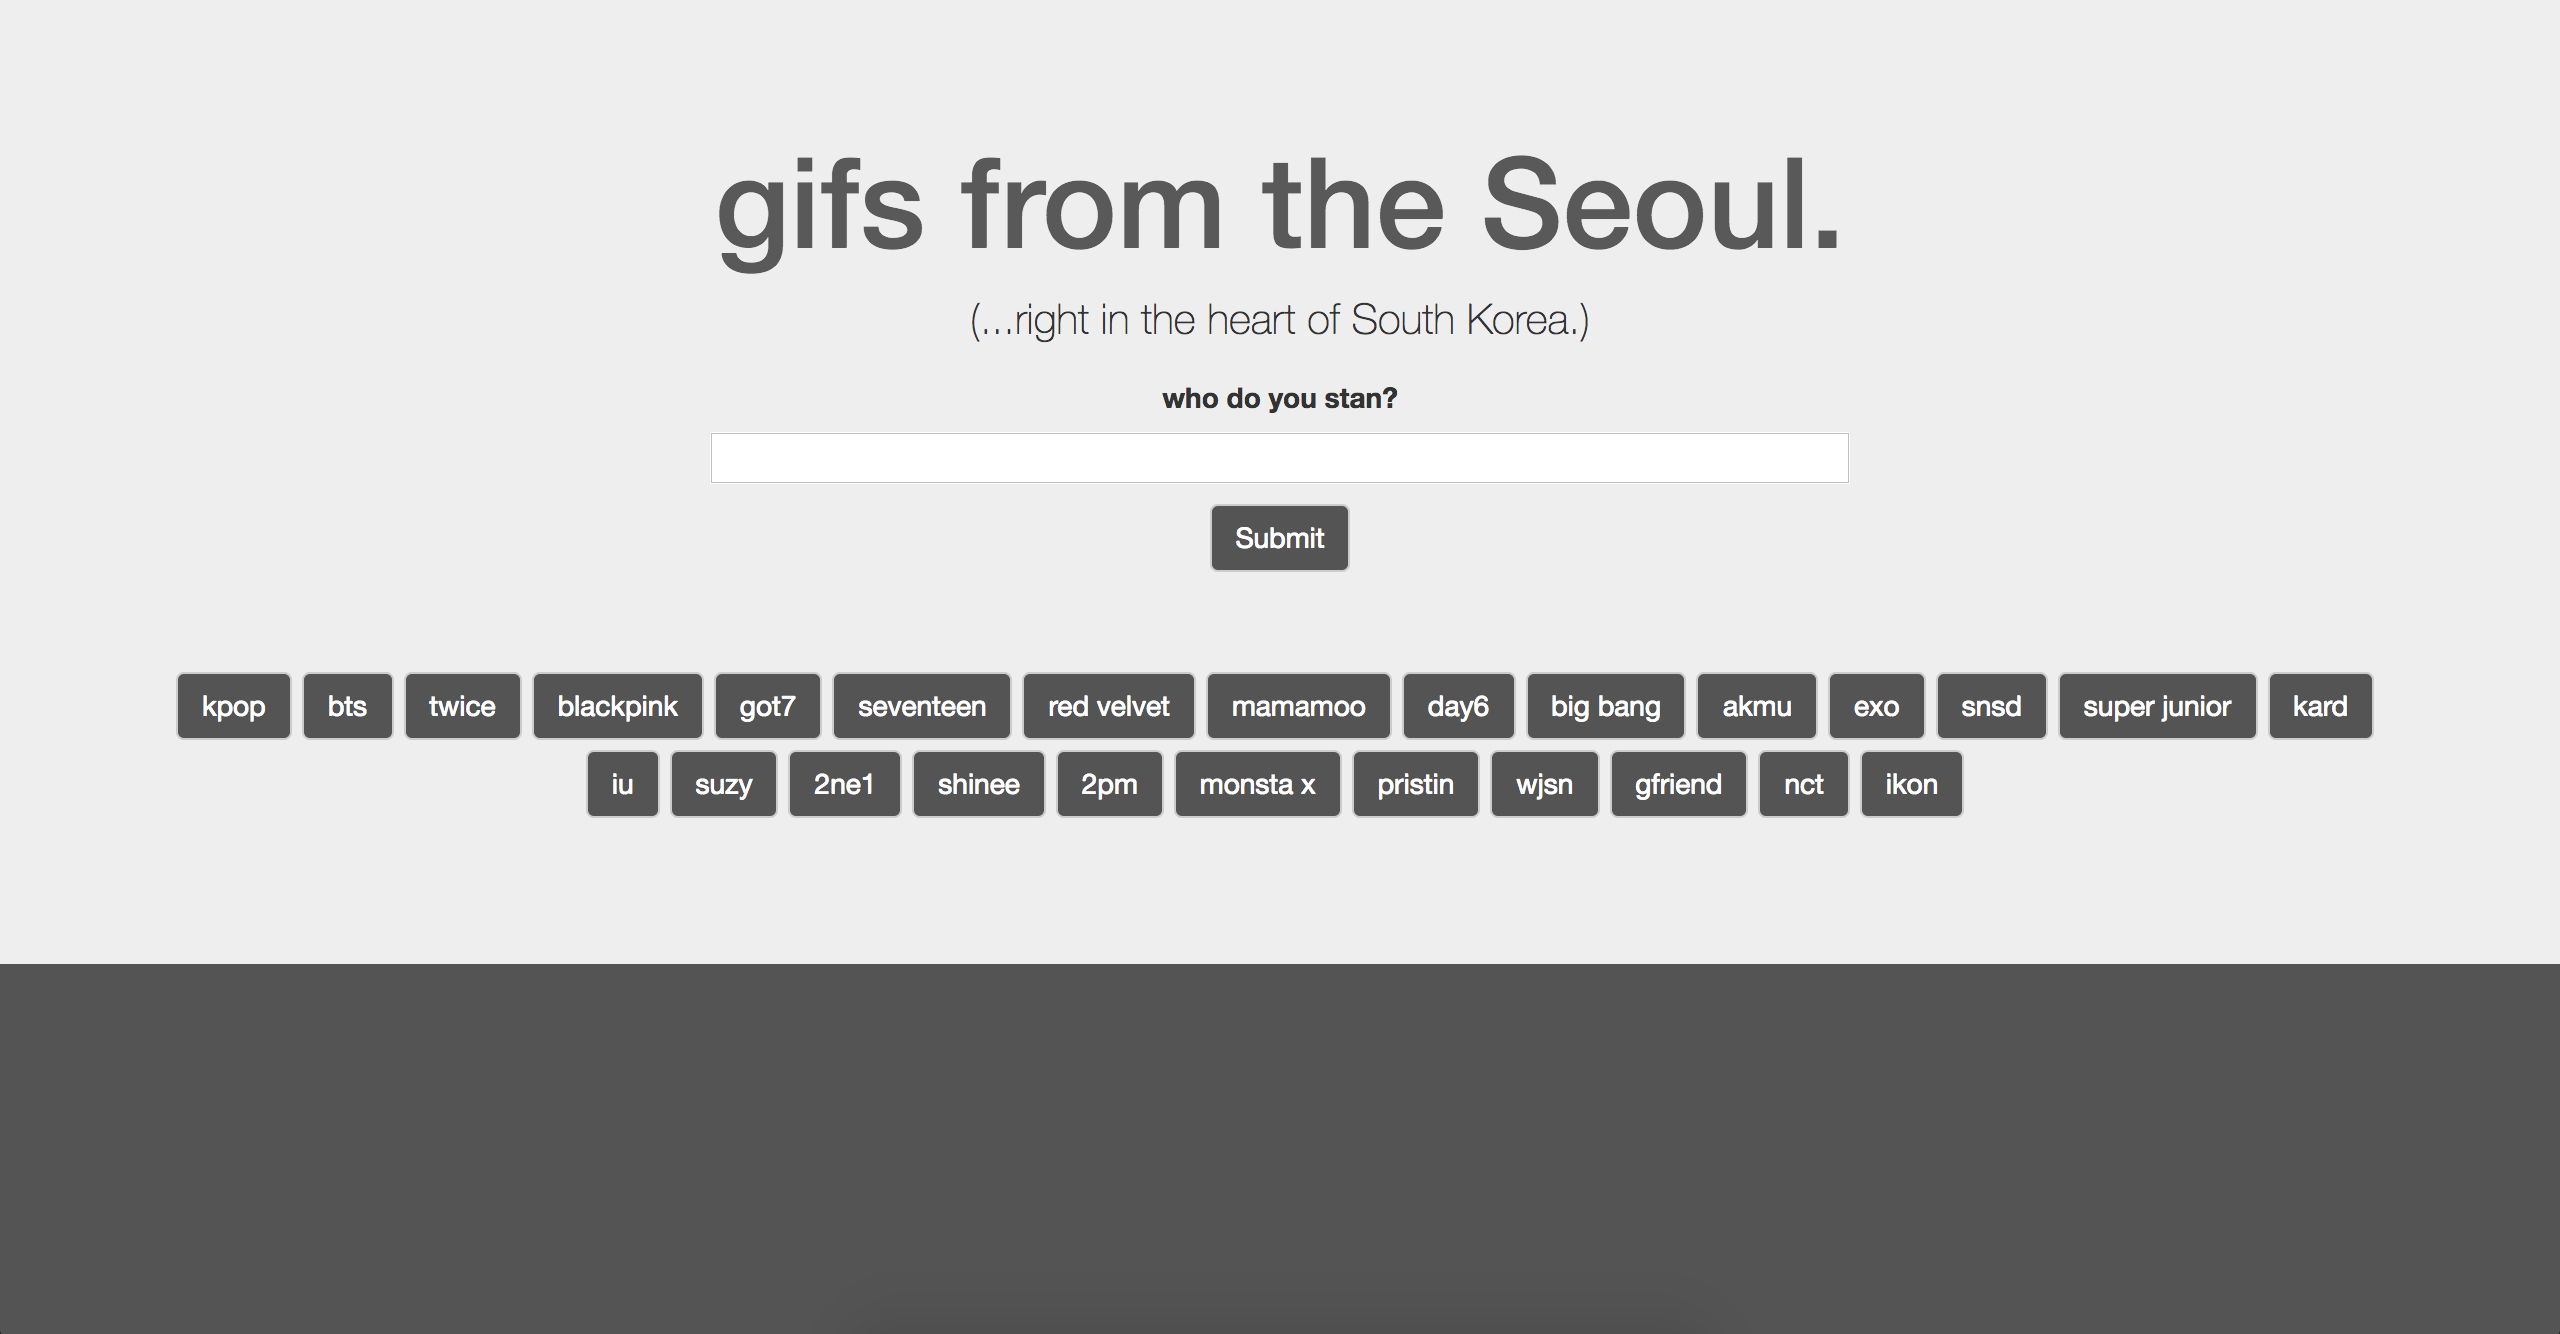 gifs from the Seoul.
(...right in the heart of South Korea.)
who do you stan?
Submit
kpop bts twice blackpink got7 seventeen red velvet mamamoo day6 big bang akmu exo snsd super junior kard
iu suzy 2ne1 shinee 2pm monsta x pristin wjsn gfriend nct ikon